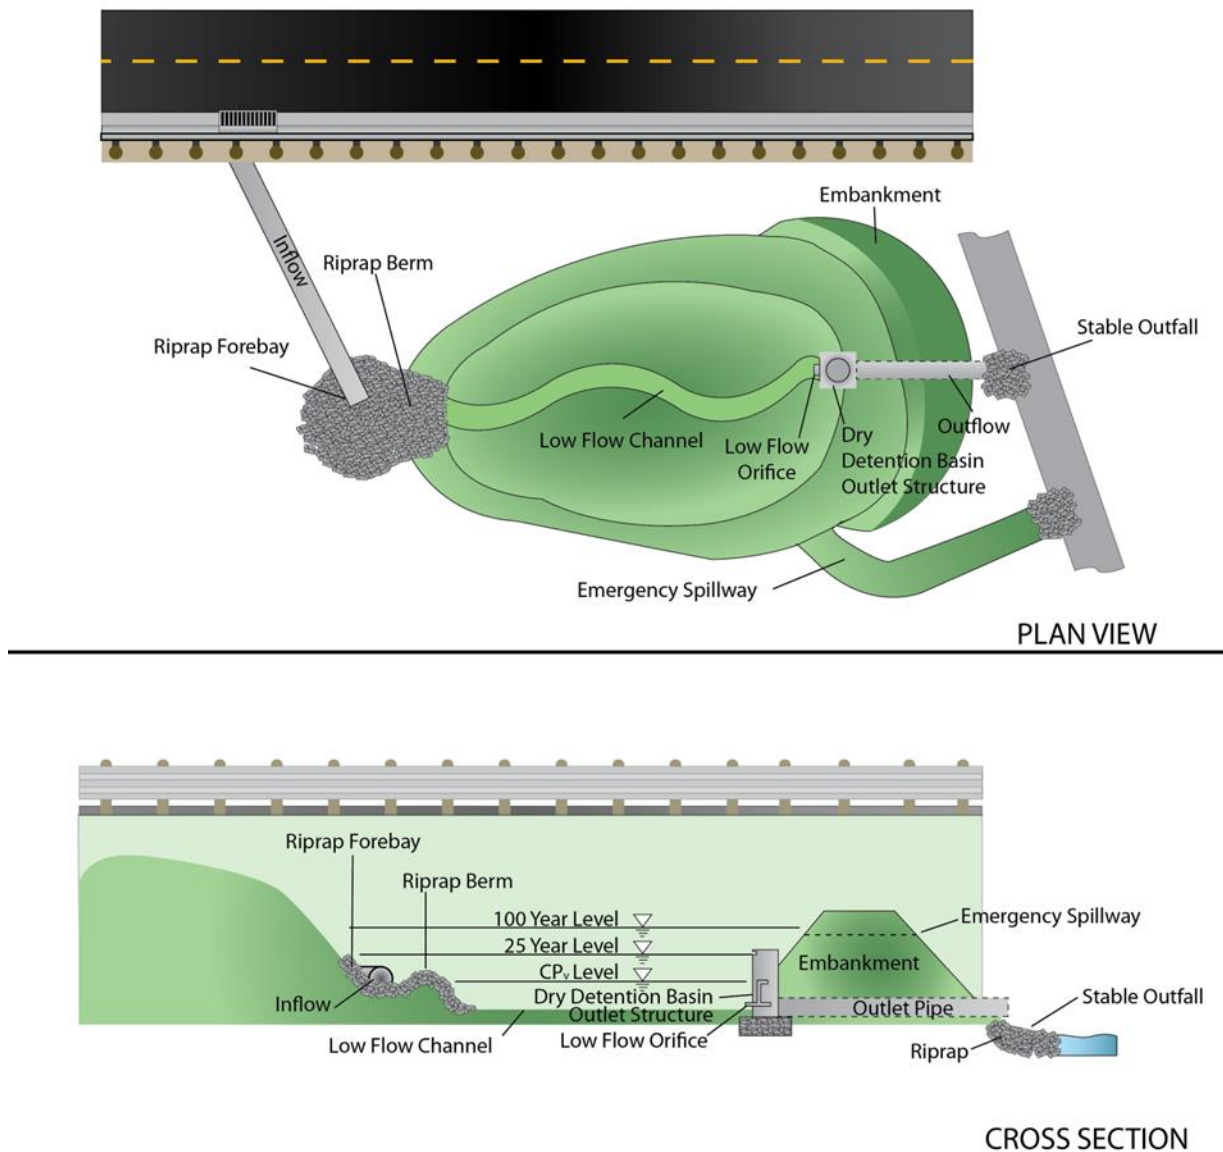 Embankment
Inflow
Riprap Berm
Stable Outfall
Riprap Forebay
Low Flow Channel
Low Flow
Orifice
Dry
Detention Basin
Outlet Structure
Outflow
Emergency Spillway
PLAN VIEW
Riprap Forebay
Riprap Berm
100 Year Level
Emergency Spillway
25 Year Level
CPv Level
Embankment
Inflow
Dry Detention Basin
Outlet Structure
Outlet Pipe
Stable Outfall
Low Flow Channel
Low Flow Orifice
Riprap
CROSS SECTION